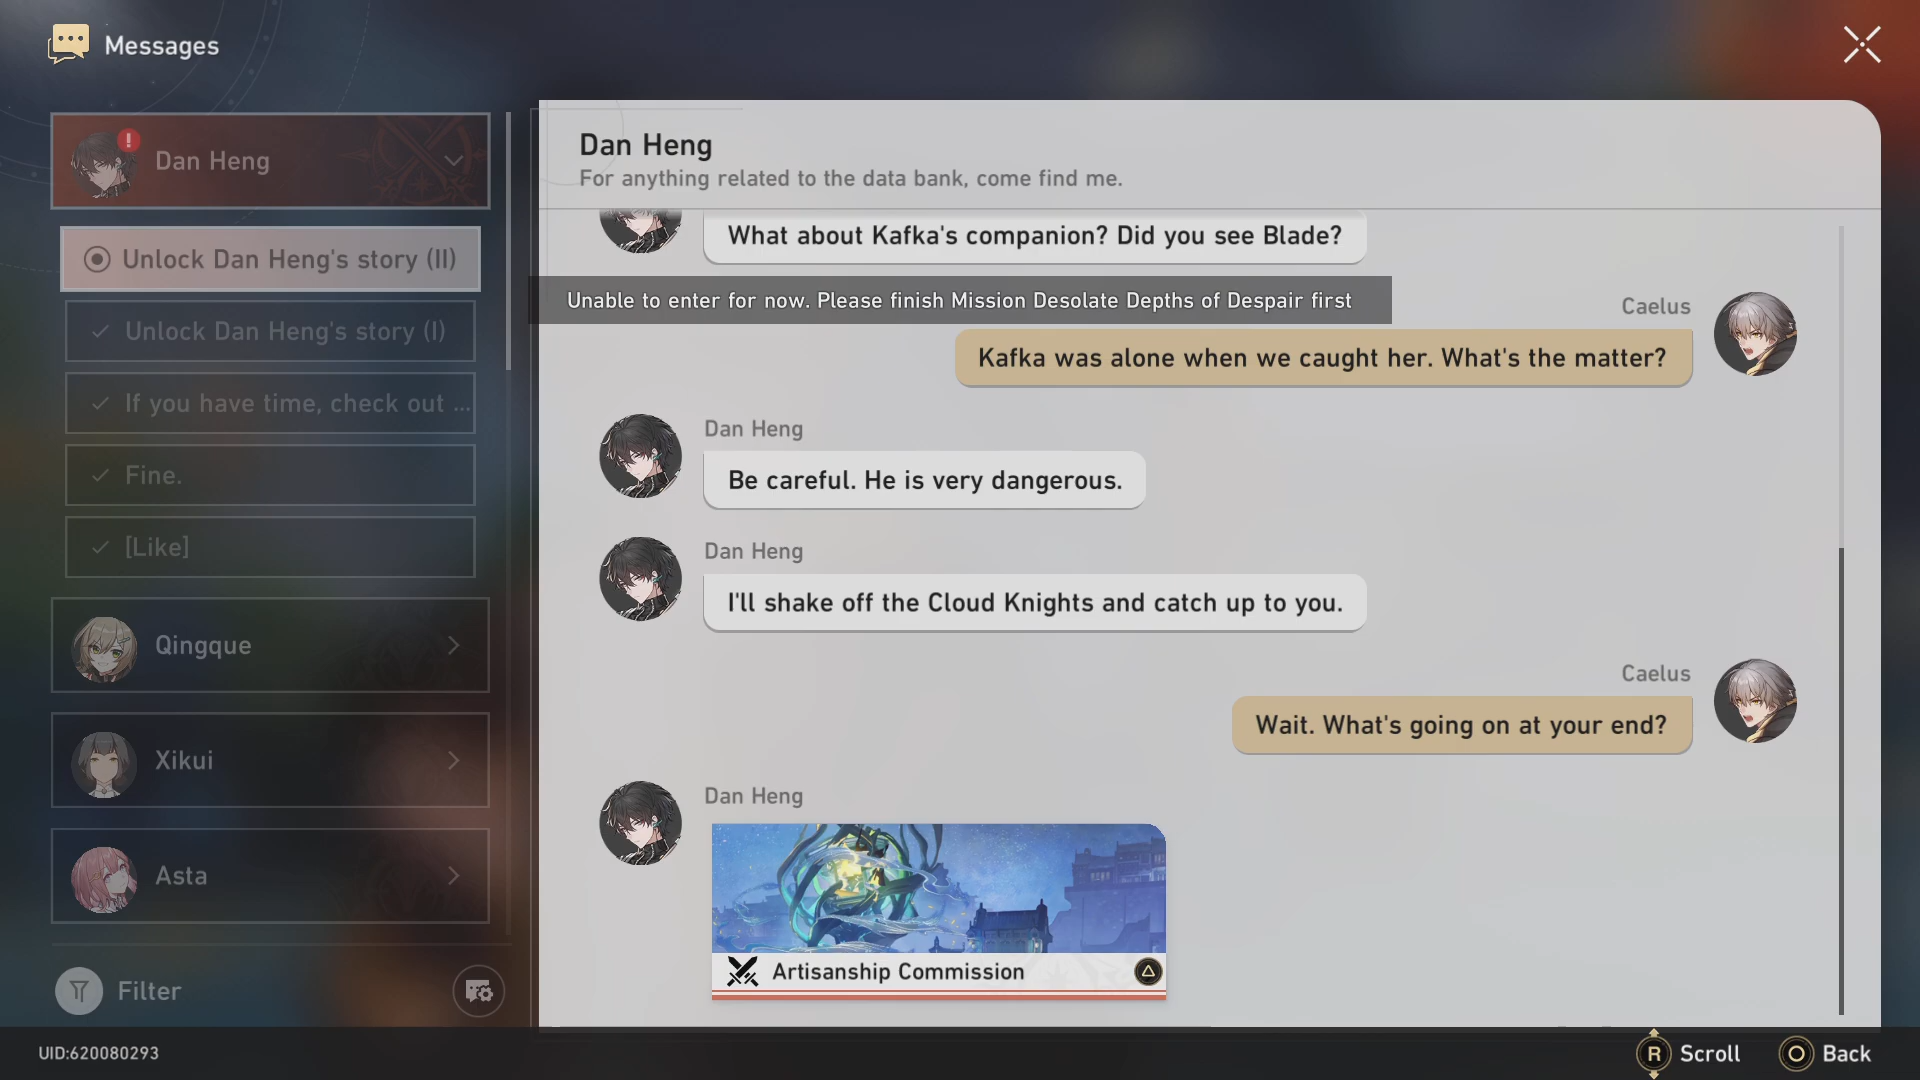 Messages
Dan Heng
Unlock Dan Heng's story (II)
Unlock Dan Heng's story (I)
If you have time, check out ...
Fine.
[Like]
Qingque
Xikui
Asta
Filter
Dan Heng
For anything related to the data bank, come find me.
What about Kafka's companion? Did you see Blade?
Unable to enter for now. Please finish Mission Desolate Depths of Despair first
Caelus
Kafka was alone when we caught her. What's the matter?
Dan Heng
Be careful. He is very dangerous.
Dan Heng
I'll shake off the Cloud Knights and catch up to you.
Caelus
Wait. What's going on at your end?
Dan Heng
Artisanship Commission
UID:620080293
R Scroll
Back